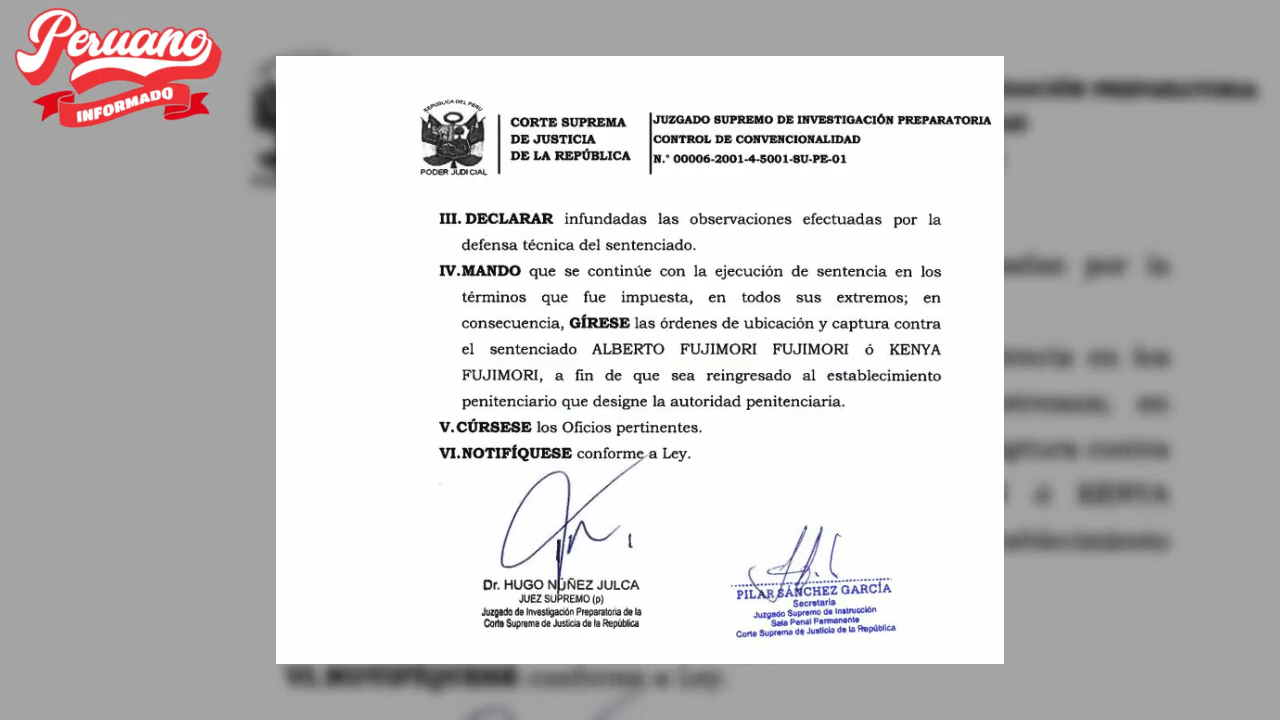 Peruano
INFORMADO
REPÚBLICA DEL PERÚ
PODER JUDICIAL
CORTE SUPREMA
DE JUSTICIA
DE LA REPÚBLICA
JUZGADO SUPREMO DE INVESTIGACIÓN PREPARATORIA
CONTROL DE CONVENCIONALIDAD
N.° 00006-2001-4-5001-SU-PE-01
III. DECLARAR infundadas las observaciones efectuadas por la
defensa técnica del sentenciado.
IV.MANDO que se continúe con la ejecución de sentencia en los
términos que fue impuesta, en todos sus extremos; en
consecuencia, GÍRESE las órdenes de ubicación y captura contra
el sentenciado ALBERTO FUJIMORI FUJIMORI ó KENYA
FUJIMORI, a fin de que sea reingresado al establecimiento
penitenciario que designe la autoridad penitenciaria.
V.CÚRSESE los Oficios pertinentes.
VI.NOTIFÍQUESE conforme a Ley.
Dr. HUGO NÚÑEZ JULCA
JUEZ SUPREMO (p)
Juzgado de Investigación Preparatoria de la
Corte Suprema de Justicia de la República
PILAR SÁNCHEZ GARCÍA
Secretaria
Juzgado Supremo de Instrucción
Sala Penal Permanente
Corte Suprema de Justicia de la República
VI.NOTIFÍQUESE conforme a Ley.